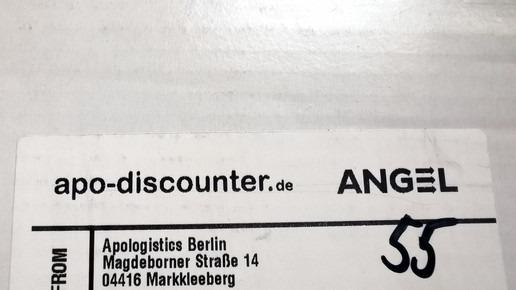 apo-discounter.de ANGEL
FROM
Apologistics Berlin
Magdeborner Straße 14
04416 Markkleeberg
55